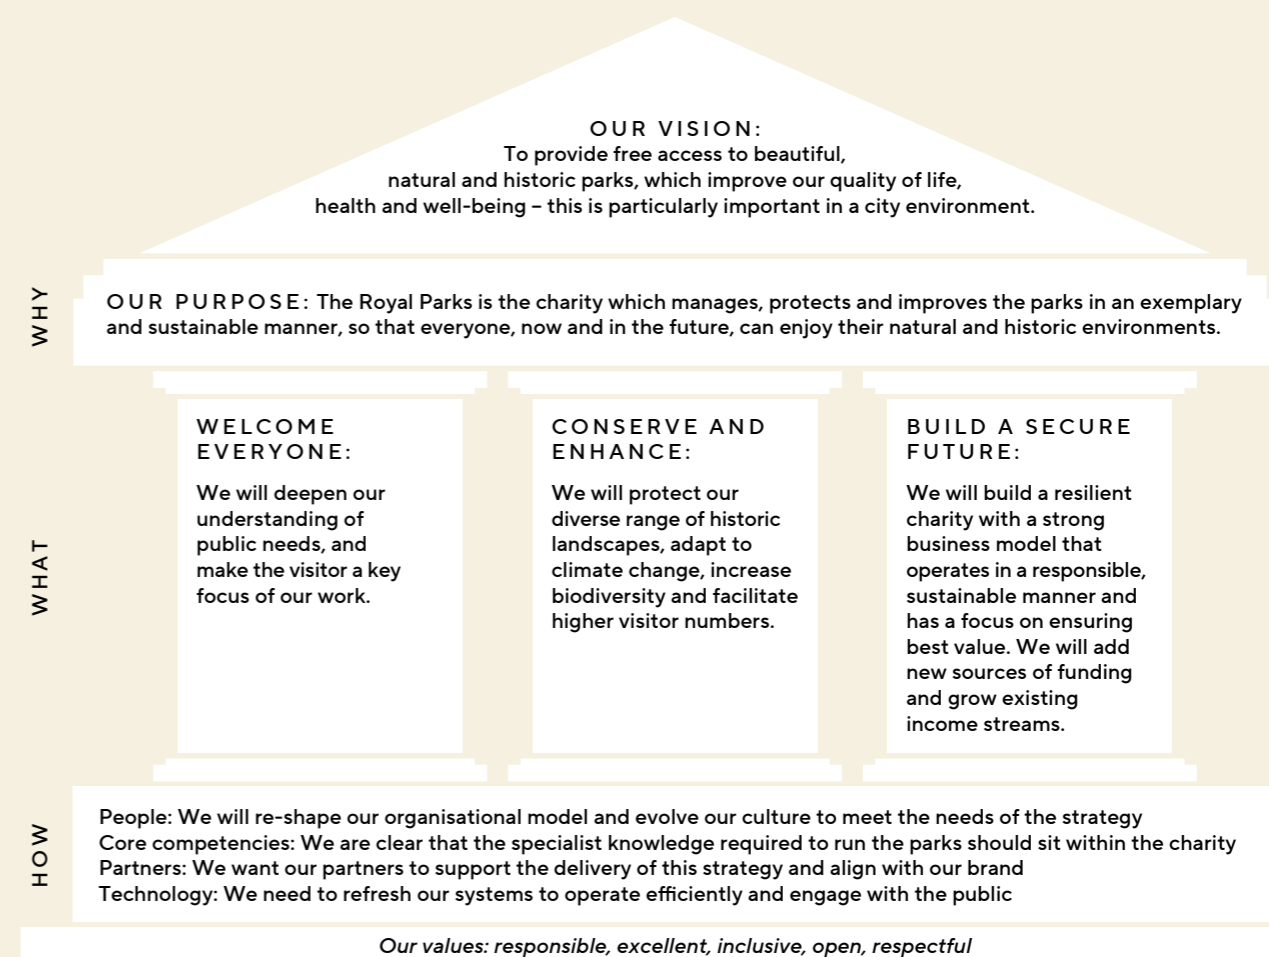 OUR VISION:
To provide free access to beautiful,
natural and historic parks, which improve our quality of life,
health and well-being – this is particularly important in a city environment.
WHY
OUR PURPOSE: The Royal Parks is the charity which manages, protects and improves the parks in an exemplary
and sustainable manner, so that everyone, now and in the future, can enjoy their natural and historic environments.
WHAT
WELCOME
EVERYONE:
We will deepen our
understanding of
public needs, and
make the visitor a key
focus of our work.
CONSERVE AND
ENHANCE:
We will protect our
diverse range of historic
landscapes, adapt to
climate change, increase
biodiversity and facilitate
higher visitor numbers.
BUILD A SECURE
FUTURE:
We will build a resilient
charity with a strong
business model that
operates in a responsible,
sustainable manner and
has a focus on ensuring
best value. We will add
new sources of funding
and grow existing
income streams.
HOW
People: We will re-shape our organisational model and evolve our culture to meet the needs of the strategy
Core competencies: We are clear that the specialist knowledge required to run the parks should sit within the charity
Partners: We want our partners to support the delivery of this strategy and align with our brand
Technology: We need to refresh our systems to operate efficiently and engage with the public
Our values: responsible, excellent, inclusive, open, respectful